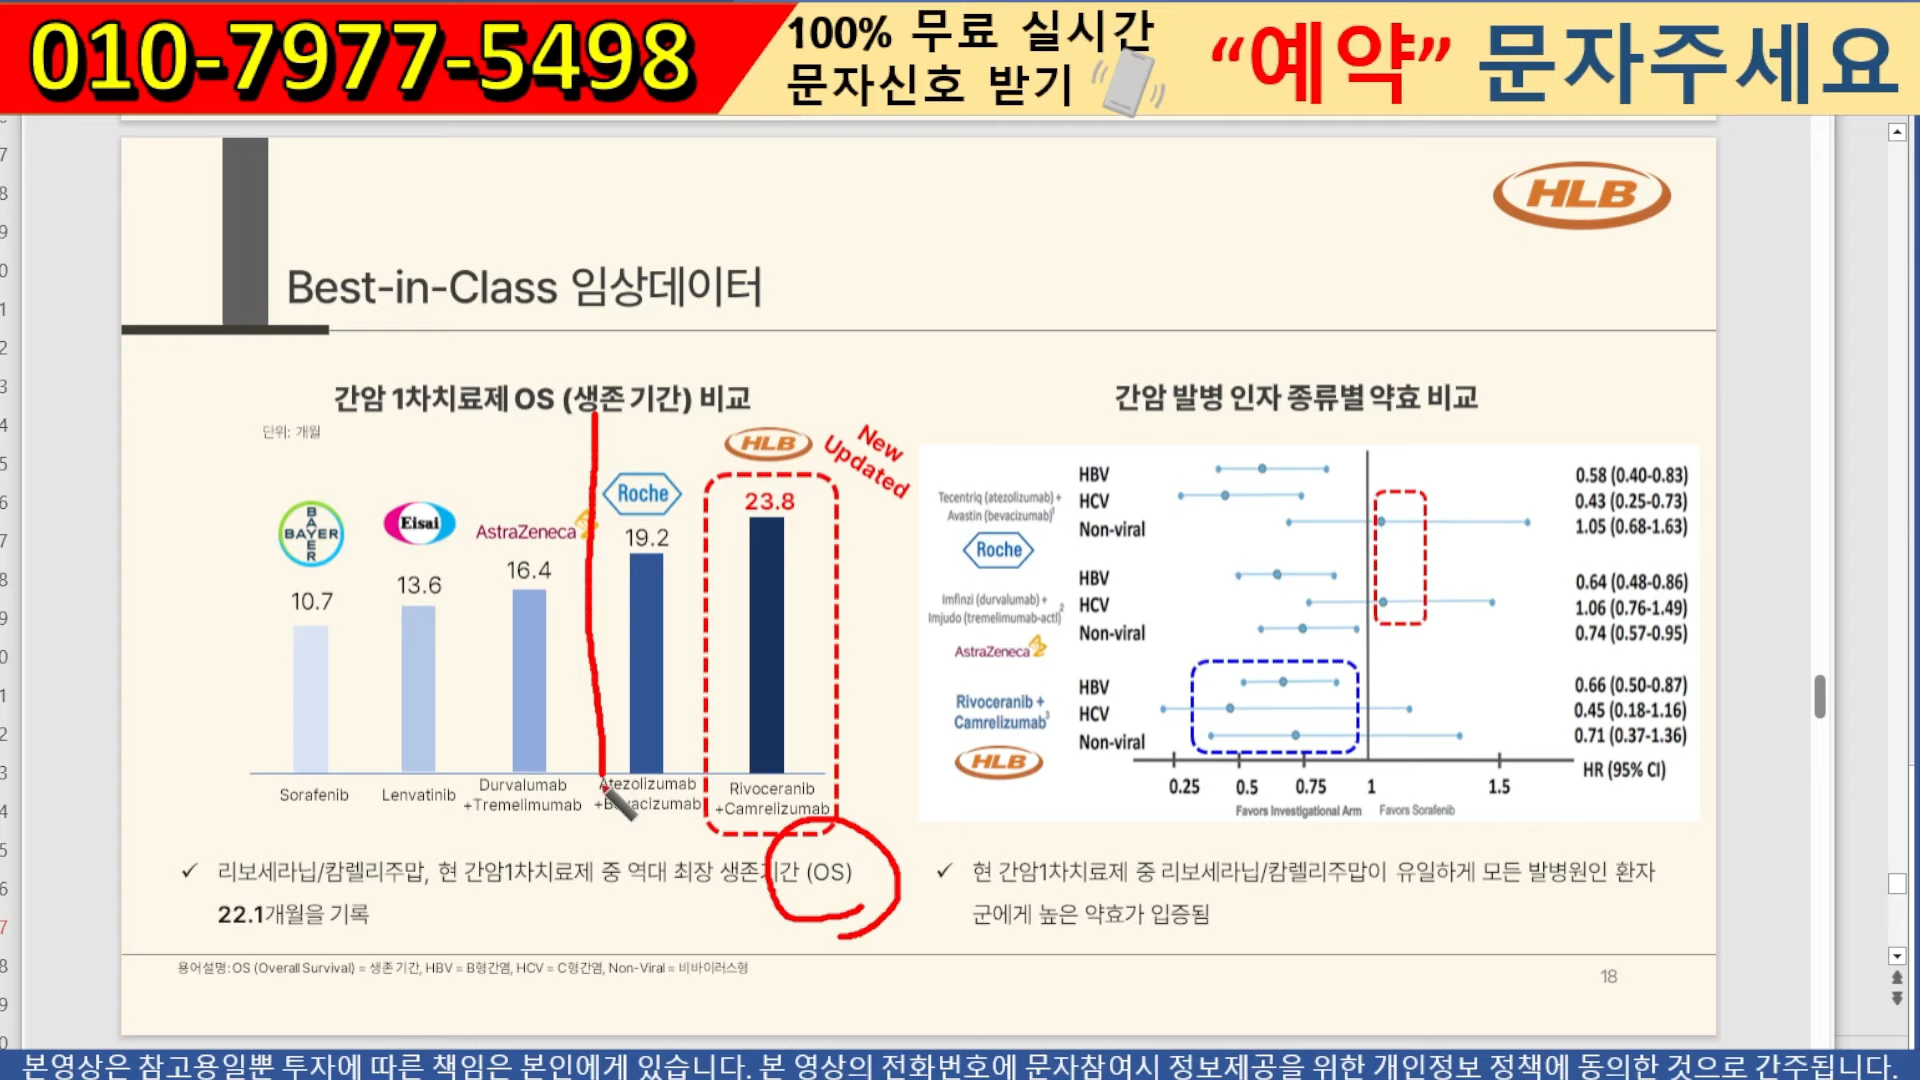 010-7977-5498
100% 무료 실시간
문자신호 받기
“예약” 문자주세요
HLB
Best-in-Class 임상데이터
간암 1차치료제 OS (생존 기간) 비교
단위: 개월
HLB
New
Updated
Roche
23.8
BAYER
BAYER
Eisai
AstraZeneca
19.2
16.4
13.6
10.7
Sorafenib
Lenvatinib
Durvalumab
+Tremelimumab
Atezolizumab
+Bevacizumab
Rivoceranib
+Camrelizumab
리보세라닙/캄렐리주맙, 현 간암1차치료제 중 역대 최장 생존기간 (OS)
22.1개월을 기록
간암 발병 인자 종류별 약효 비교
Tecentriq (atezolizumab) +
Avastin (bevacizumab)1
Roche
HBV 0.58 (0.40-0.83)
HCV 0.43 (0.25-0.73)
Non-viral 1.05 (0.68-1.63)
Imfinzi (durvalumab) +
Imjudo (tremelimumab-actl)2
AstraZeneca
HBV 0.64 (0.48-0.86)
HCV 1.06 (0.76-1.49)
Non-viral 0.74 (0.57-0.95)
Rivoceranib +
Camrelizumab3
HLB
HBV 0.66 (0.50-0.87)
HCV 0.45 (0.18-1.16)
Non-viral 0.71 (0.37-1.36)
0.25 0.5 0.75 1 1.5 HR (95% CI)
Favors Investigational Arm Favors Sorafenib
현 간암1차치료제 중 리보세라닙/캄렐리주맙이 유일하게 모든 발병원인 환자
군에게 높은 약효가 입증됨
용어설명: OS (Overall Survival) = 생존 기간, HBV = B형간염, HCV = C형간염, Non-Viral = 비바이러스형
18
본영상은 참고용일뿐 투자에 따른 책임은 본인에게 있습니다. 본 영상의 전화번호에 문자참여시 정보제공을 위한 개인정보 정책에 동의한 것으로 간주됩니다.